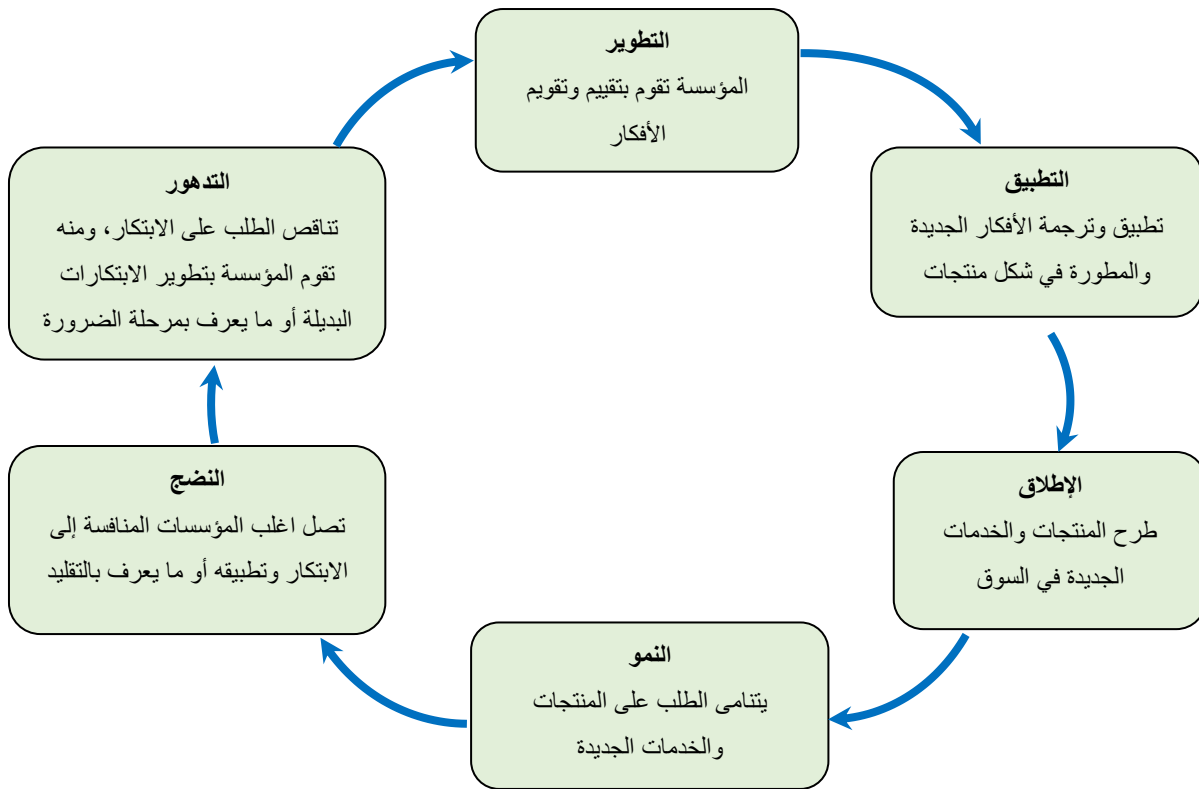 التطوير
المؤسسة تقوم بتقييم وتقويم
الأفكار
التطبيق
تطبيق وترجمة الأفكار الجديدة
والمطورة في شكل منتجات
الإطلاق
طرح المنتجات والخدمات
الجديدة في السوق
النمو
يتنامى الطلب على المنتجات
والخدمات الجديدة
النضج
تصل اغلب المؤسسات المنافسة إلى
الابتكار وتطبيقه أو ما يعرف بالتقليد
التدهور
تناقص الطلب على الابتكار، ومنه
تقوم المؤسسة بتطوير الابتكارات
البديلة أو ما يعرف بمرحلة الضرورة